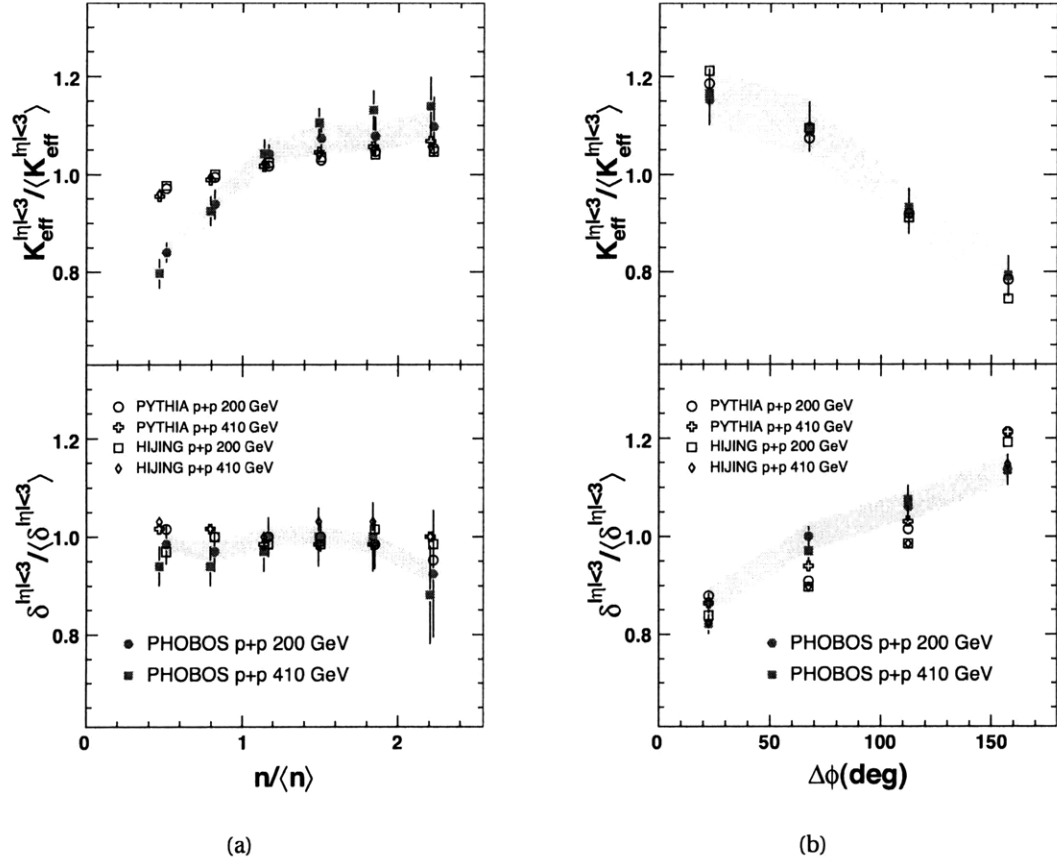 1.2
1.0
0.8
K_eff^|η|<3/⟨K_eff^|η|<3⟩
PYTHIA p+p 200 GeV
PYTHIA p+p 410 GeV
HIJING p+p 200 GeV
HIJING p+p 410 GeV
1.2
1.0
0.8
δ^|η|<3/⟨δ^|η|<3⟩
PHOBOS p+p 200 GeV
PHOBOS p+p 410 GeV
0 1 2
n/⟨n⟩
(a)
1.2
1.0
0.8
K_eff^|η|<3/⟨K_eff^|η|<3⟩
PYTHIA p+p 200 GeV
PYTHIA p+p 410 GeV
HIJING p+p 200 GeV
HIJING p+p 410 GeV
1.2
1.0
0.8
δ^|η|<3/⟨δ^|η|<3⟩
PHOBOS p+p 200 GeV
PHOBOS p+p 410 GeV
0 50 100 150
Δϕ(deg)
(b)